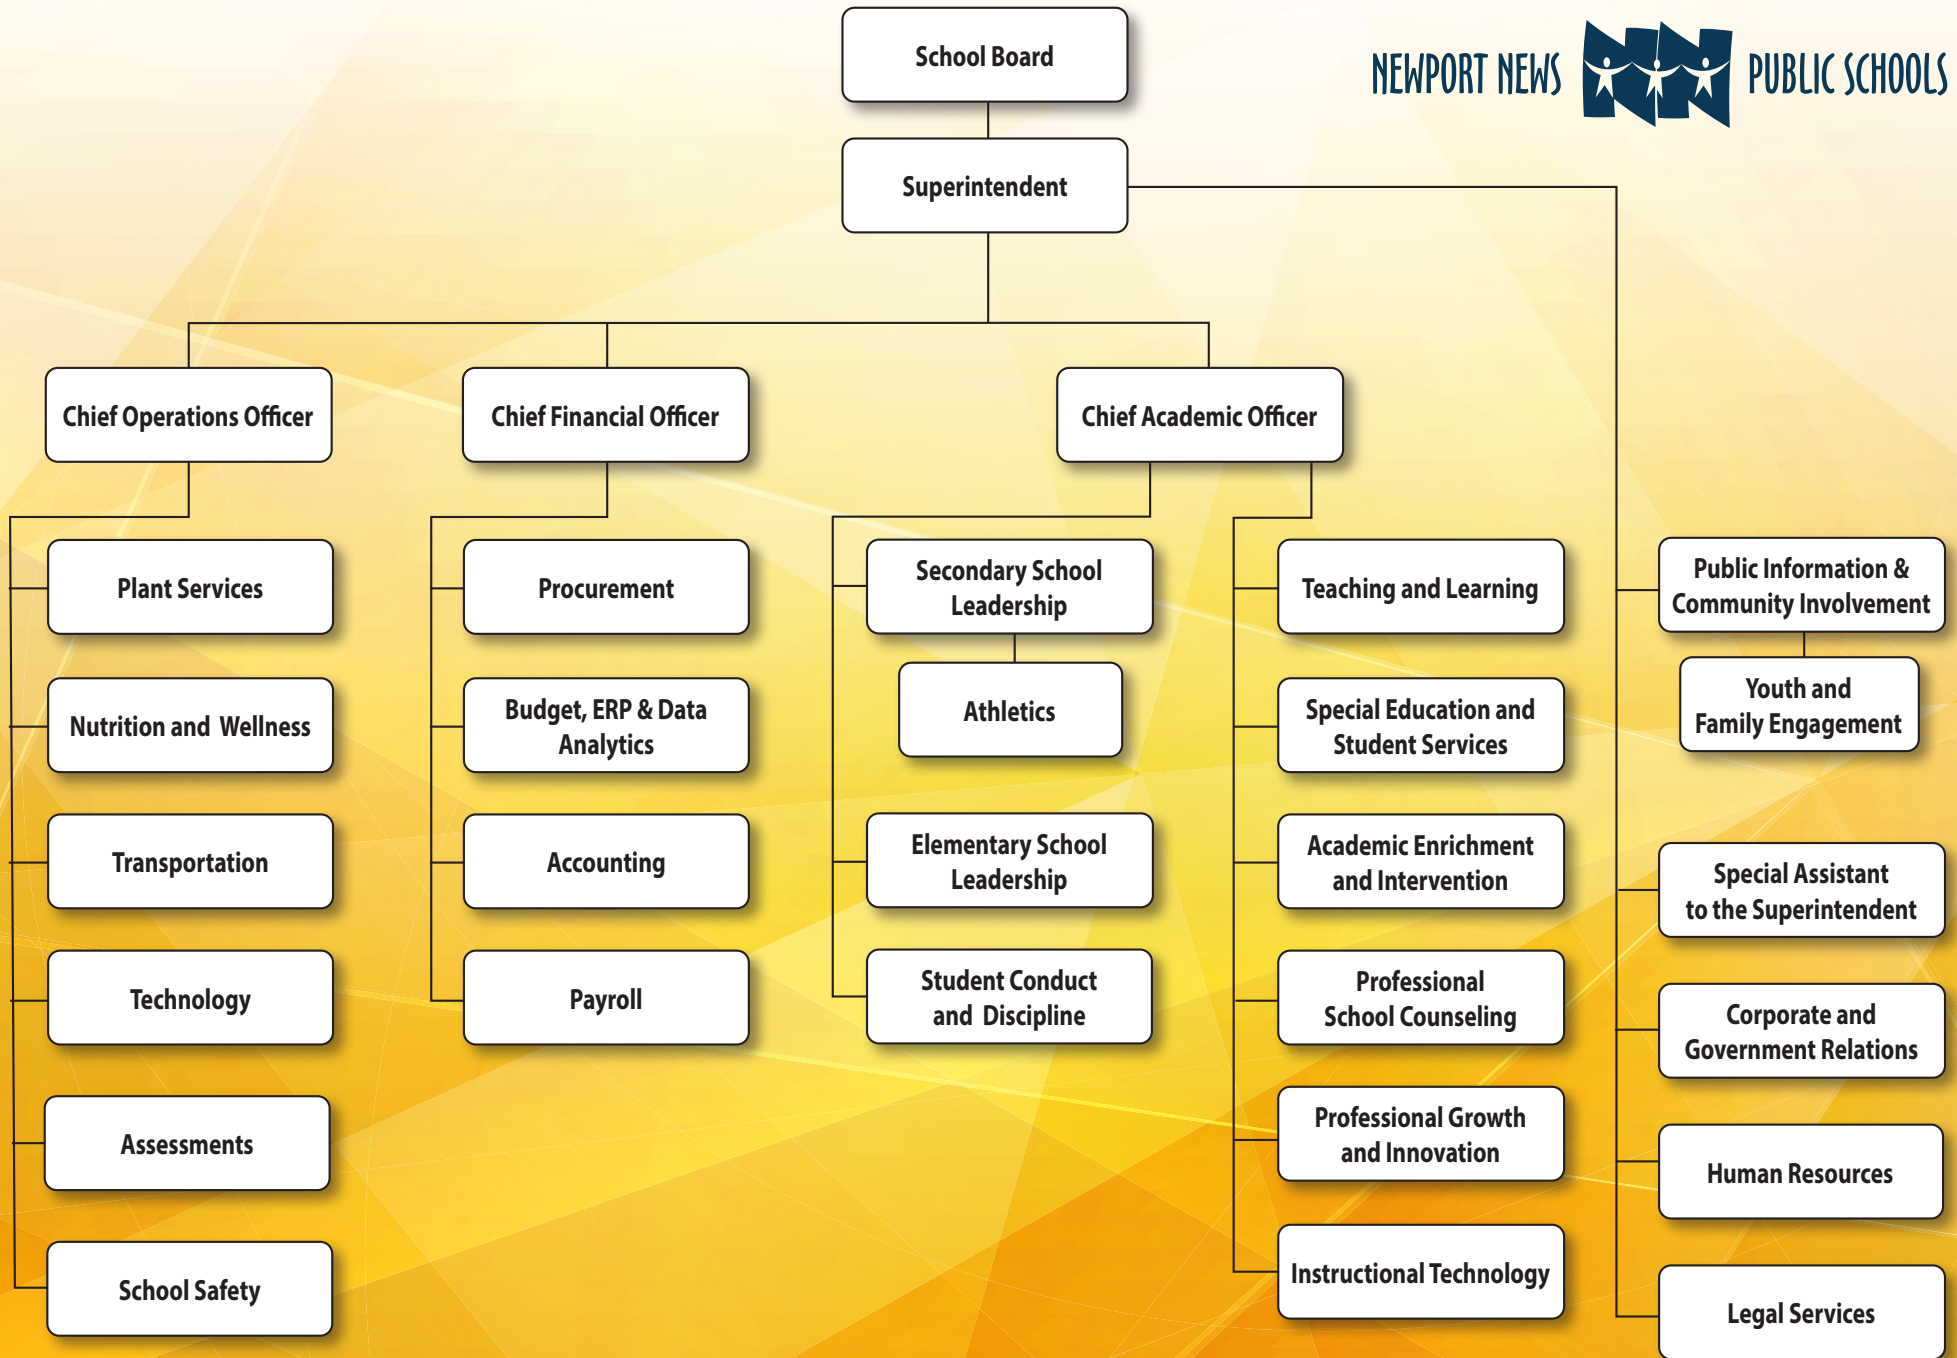 School Board
NEWPORT NEWS PUBLIC SCHOOLS
Superintendent
Chief Operations Officer
Chief Financial Officer
Chief Academic Officer
Plant Services
Nutrition and Wellness
Transportation
Technology
Assessments
School Safety
Procurement
Budget, ERP & Data
Analytics
Accounting
Payroll
Secondary School
Leadership
Athletics
Elementary School
Leadership
Student Conduct
and Discipline
Teaching and Learning
Special Education and
Student Services
Academic Enrichment
and Intervention
Professional
School Counseling
Professional Growth
and Innovation
Instructional Technology
Public Information &
Community Involvement
Youth and
Family Engagement
Special Assistant
to the Superintendent
Corporate and
Government Relations
Human Resources
Legal Services